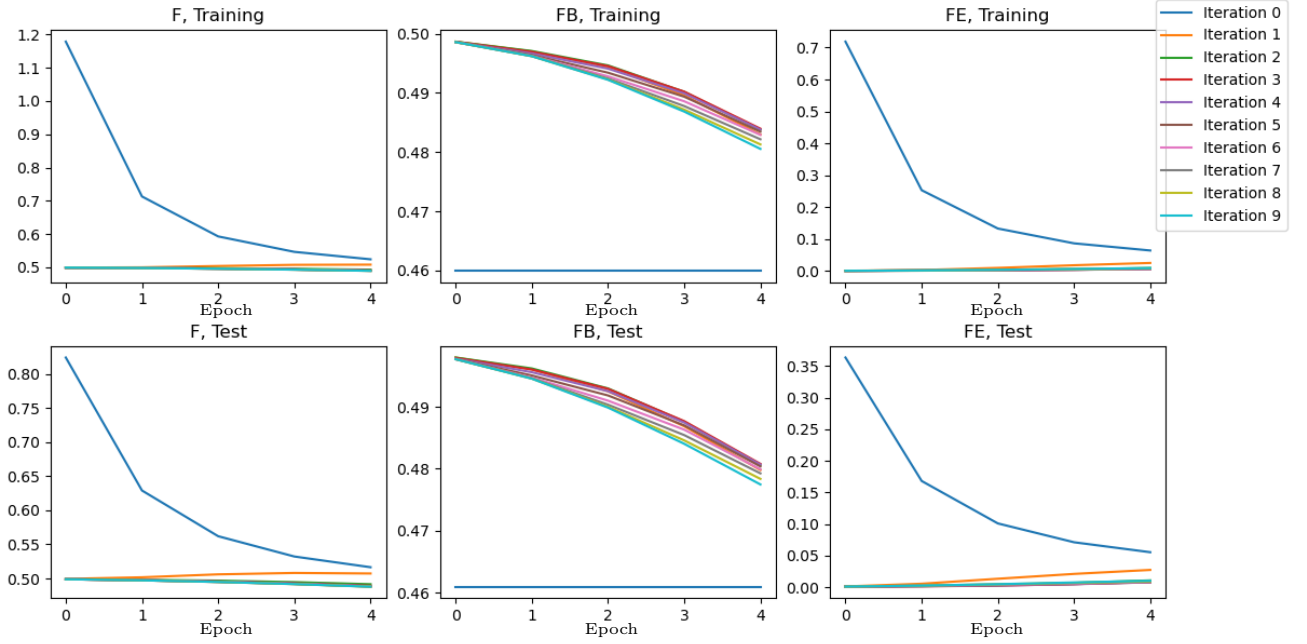 F, Training
FB, Training
FE, Training
Iteration 0
Iteration 1
Iteration 2
Iteration 3
Iteration 4
Iteration 5
Iteration 6
Iteration 7
Iteration 8
Iteration 9
1.2
1.1
1.0
0.9
0.8
0.7
0.6
0.5
0 1 2 3 4
Epoch
0.50
0.49
0.48
0.47
0.46
0 1 2 3 4
Epoch
0.7
0.6
0.5
0.4
0.3
0.2
0.1
0.0
0 1 2 3 4
Epoch
F, Test
0.80
0.75
0.70
0.65
0.60
0.55
0.50
0 1 2 3 4
Epoch
FB, Test
0.49
0.48
0.47
0.46
0 1 2 3 4
Epoch
FE, Test
0.35
0.30
0.25
0.20
0.15
0.10
0.05
0.00
0 1 2 3 4
Epoch